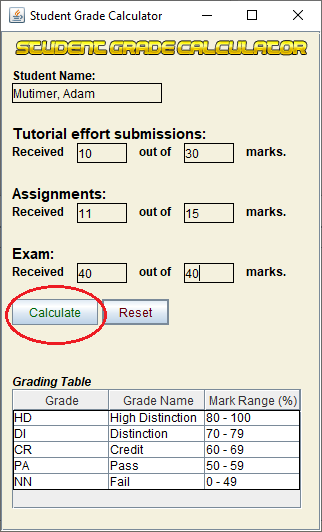 Student Grade Calculator
STUDENT GRADE CALCULATOR
Student Name:
Mutimer, Adam
Tutorial effort submissions:
Received 10 out of 30 marks.
Assignments:
Received 11 out of 15 marks.
Exam:
Received 40 out of 40 marks.
Calculate Reset
Grading Table
Grade Grade Name Mark Range (%)
HD High Distinction 80 - 100
DI Distinction 70 - 79
CR Credit 60 - 69
PA Pass 50 - 59
NN Fail 0 - 49